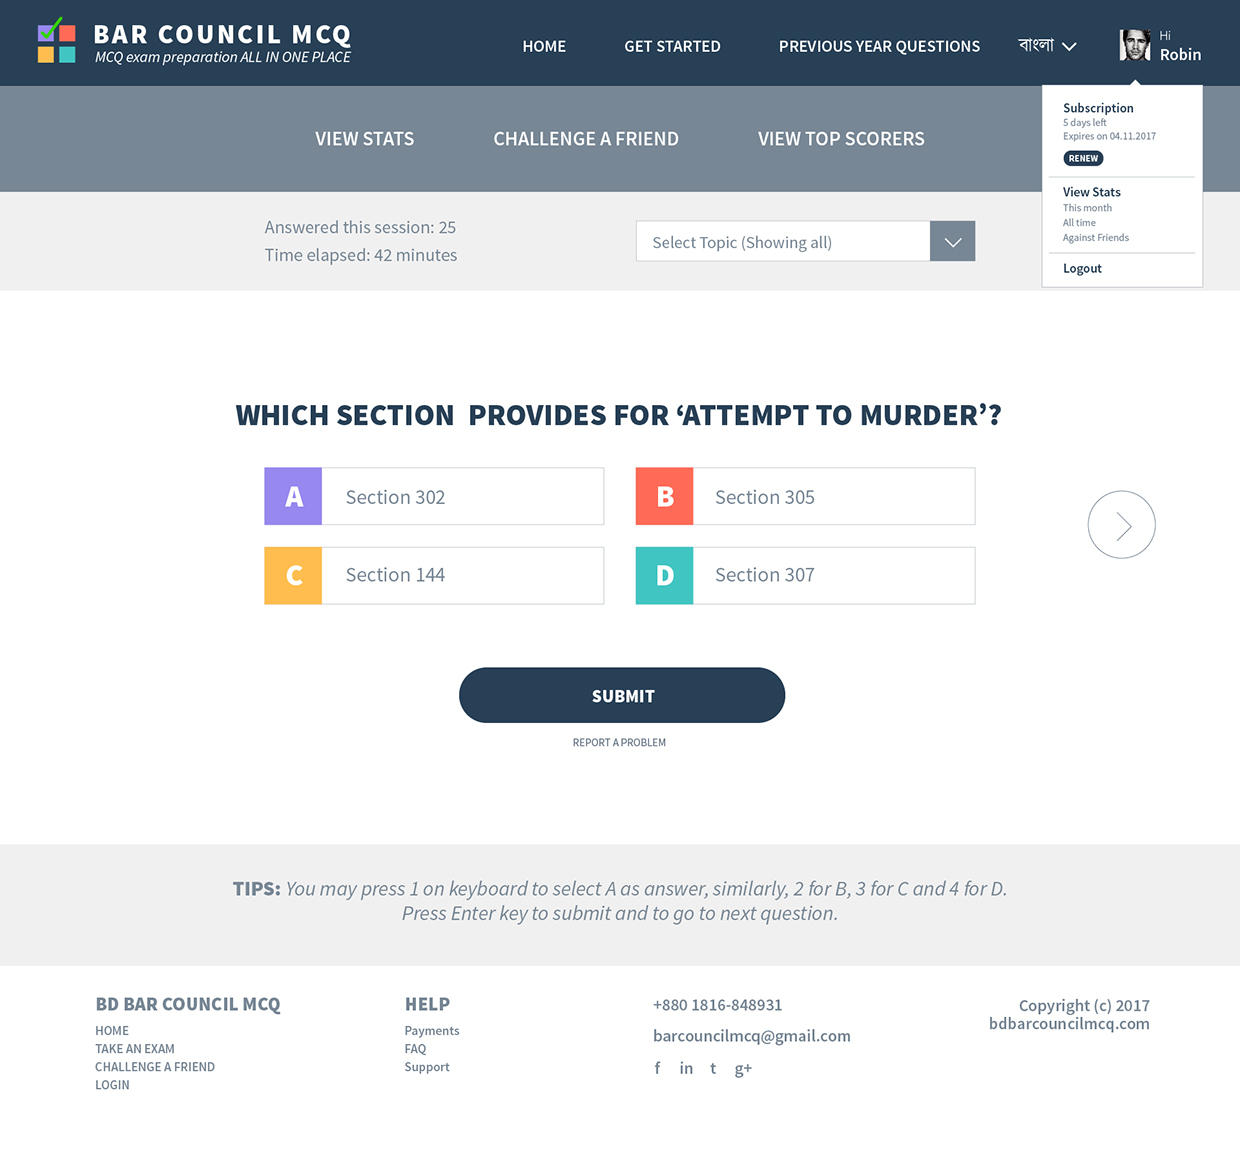 BAR COUNCIL MCQ
MCQ exam preparation ALL IN ONE PLACE
HOME
GET STARTED
PREVIOUS YEAR QUESTIONS
বাংলা
Hi
Robin
Subscription
5 days left
Expires on 04.11.2017
RENEW
View Stats
This month
All time
Against Friends
Logout
VIEW STATS
CHALLENGE A FRIEND
VIEW TOP SCORERS
Answered this session: 25
Time elapsed: 42 minutes
Select Topic (Showing all)
WHICH SECTION PROVIDES FOR ‘ATTEMPT TO MURDER’?
A Section 302
B Section 305
C Section 144
D Section 307
SUBMIT
REPORT A PROBLEM
TIPS: You may press 1 on keyboard to select A as answer, similarly, 2 for B, 3 for C and 4 for D.
Press Enter key to submit and to go to next question.
BD BAR COUNCIL MCQ
HOME
TAKE AN EXAM
CHALLENGE A FRIEND
LOGIN
HELP
Payments
FAQ
Support
+880 1816-848931
barcouncilmcq@gmail.com
f in t g+
Copyright (c) 2017
bdbarcouncilmcq.com